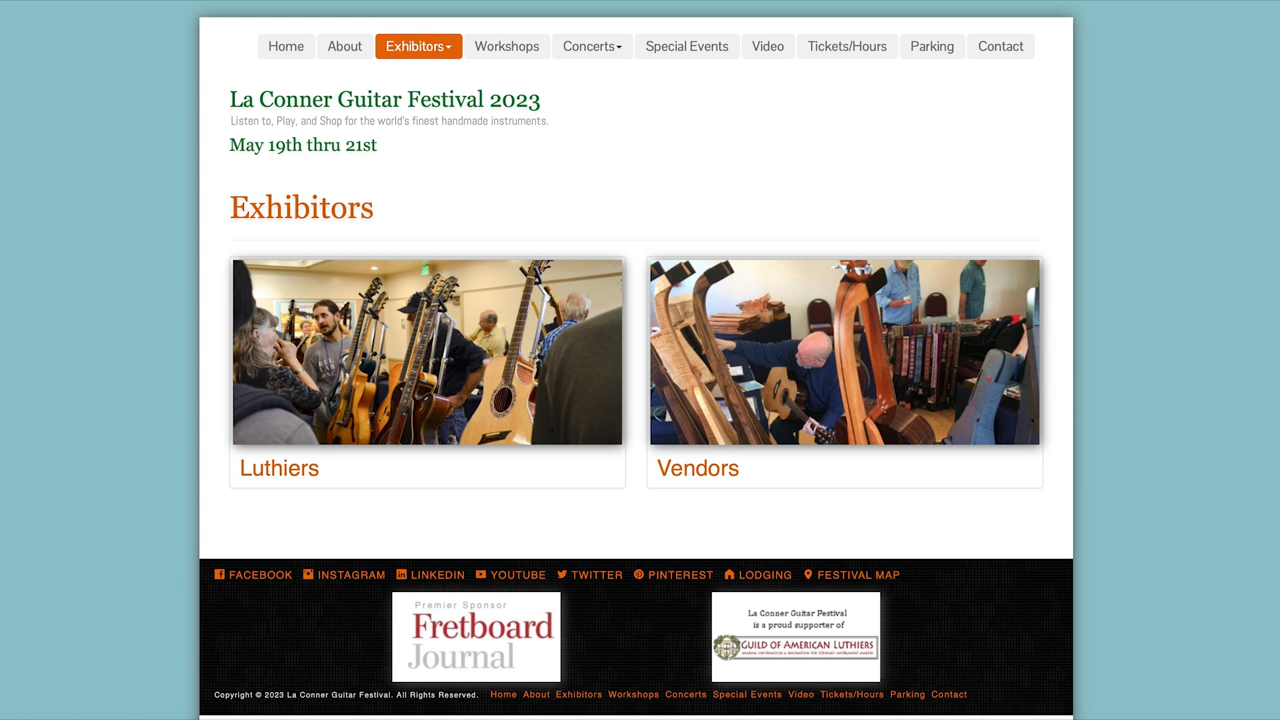 Home About Exhibitors Workshops Concerts Special Events Video Tickets/Hours Parking Contact
La Conner Guitar Festival 2023
Listen to, Play, and Shop for the world's finest handmade instruments.
May 19th thru 21st
Exhibitors
Luthiers
Vendors
FACEBOOK INSTAGRAM LINKEDIN YOUTUBE TWITTER PINTEREST LODGING FESTIVAL MAP
Premier Sponsor
Fretboard
Journal
La Conner Guitar Festival
is a proud supporter of
GUILD OF AMERICAN LUTHIERS
Copyright © 2023 La Conner Guitar Festival. All Rights Reserved. Home About Exhibitors Workshops Concerts Special Events Video Tickets/Hours Parking Contact